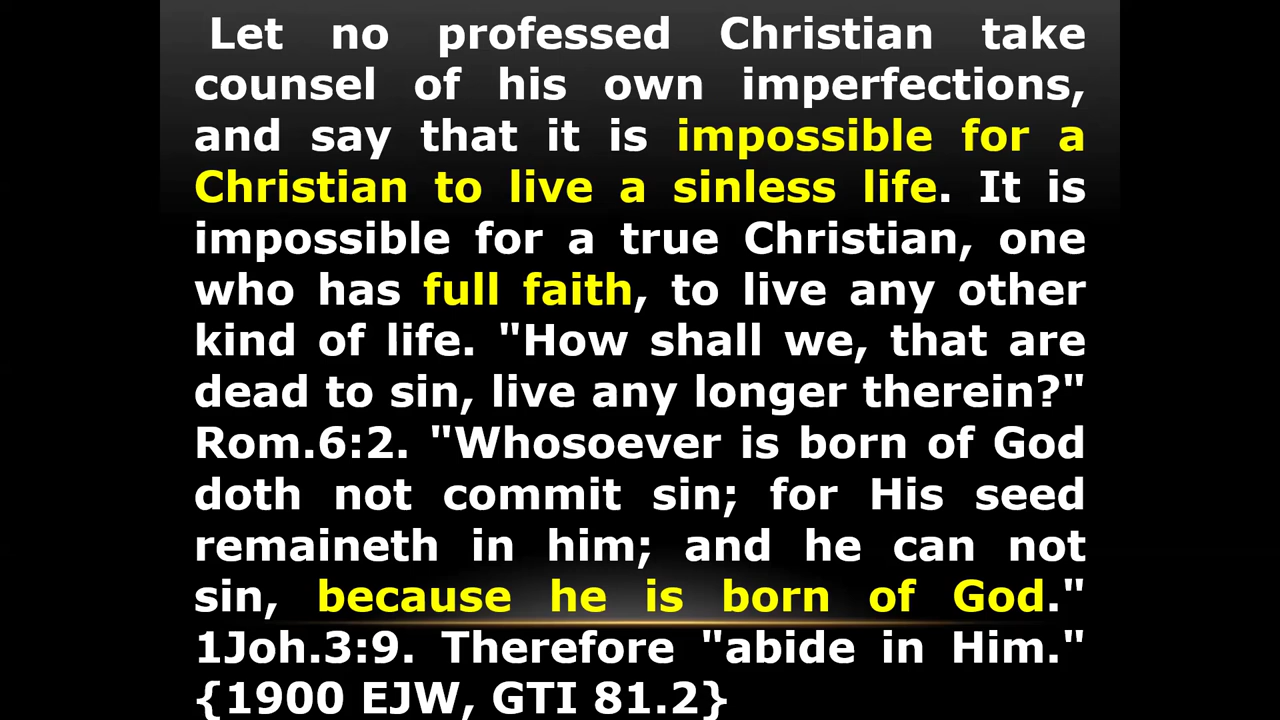 Let no professed Christian take
counsel of his own imperfections,
and say that it is impossible for a
Christian to live a sinless life. It is
impossible for a true Christian, one
who has full faith, to live any other
kind of life. "How shall we, that are
dead to sin, live any longer therein?"
Rom.6:2. "Whosoever is born of God
doth not commit sin; for His seed
remaineth in him; and he can not
sin, because he is born of God."
1Joh.3:9. Therefore "abide in Him."
{1900 EJW, GTI 81.2}